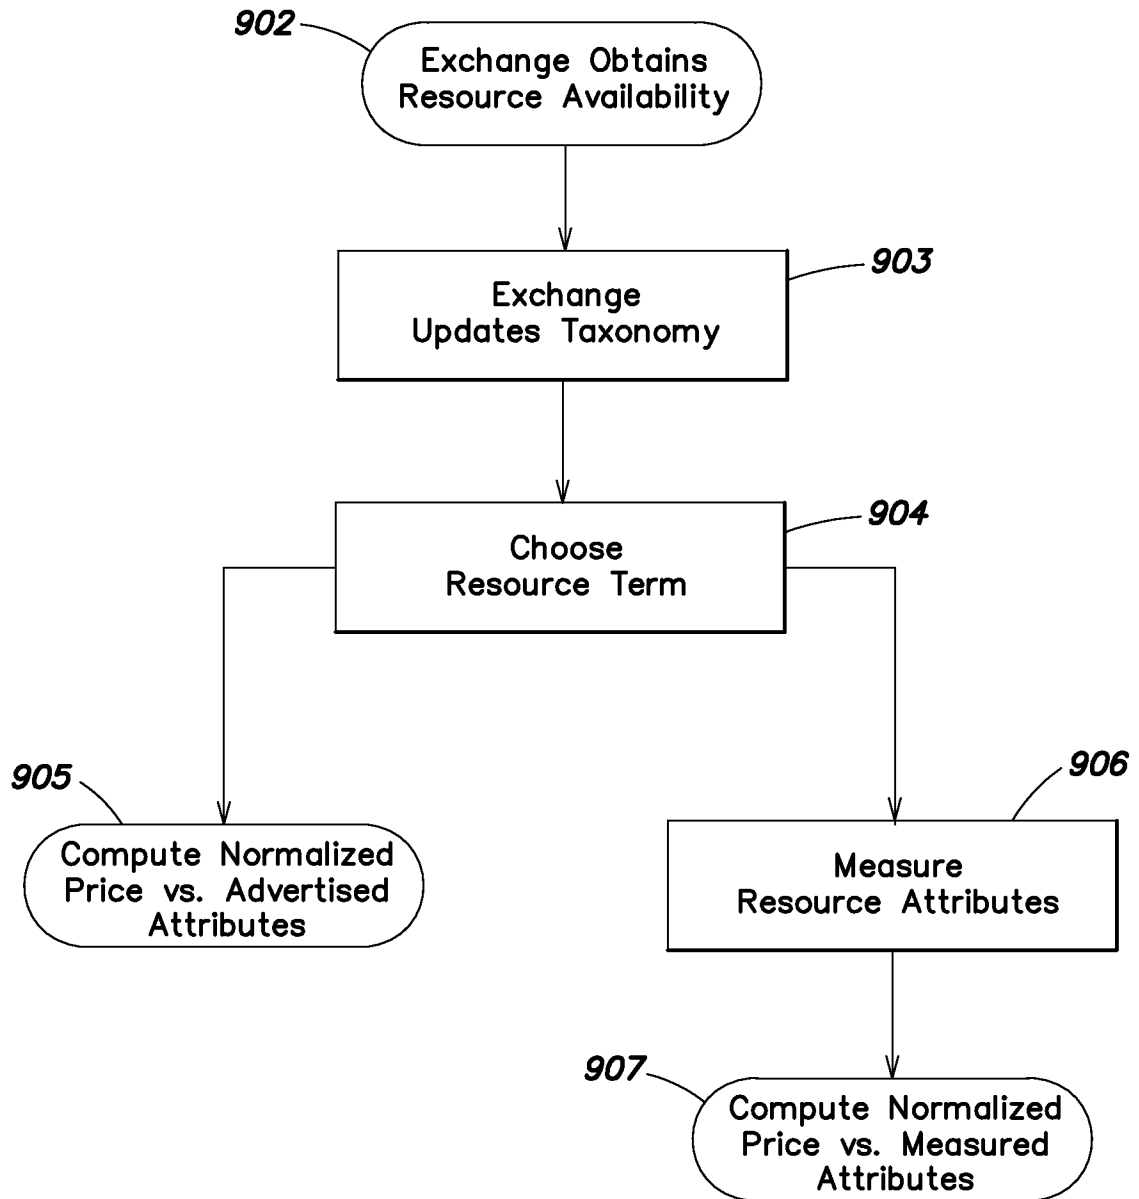 902
Exchange Obtains
Resource Availability
903
Exchange
Updates Taxonomy
904
Choose
Resource Term
905
Compute Normalized
Price vs. Advertised
Attributes
906
Measure
Resource Attributes
907
Compute Normalized
Price vs. Measured
Attributes